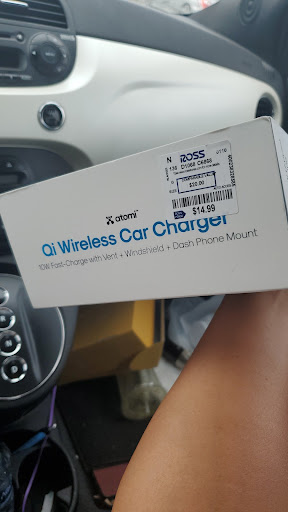 ROSS
$20.00
$14.99
atomi
Qi Wireless Car Charger
10W Fast-Charge with Vent + Windshield + Dash Phone Mount